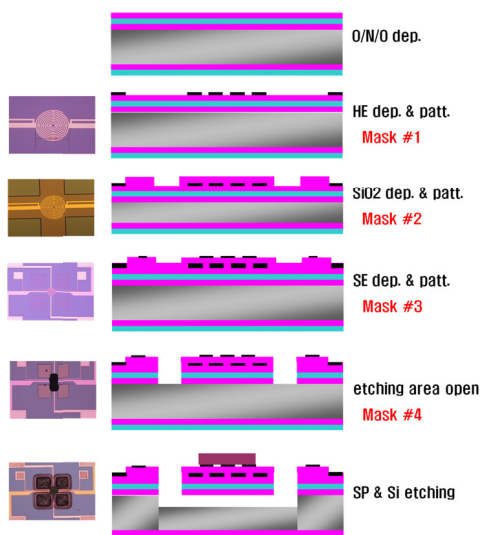 O/N/O dep.
HE dep. & patt.
Mask #1
SiO2 dep. & patt.
Mask #2
SE dep. & patt.
Mask #3
etching area open
Mask #4
SP & Si etching